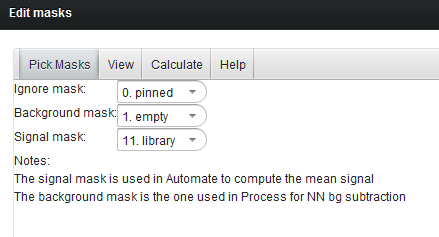 Edit masks
Pick Masks View Calculate Help
Ignore mask: 0. pinned
Background mask: 1. empty
Signal mask: 11. library
Notes:
The signal mask is used in Automate to compute the mean signal
The background mask is the one used in Process for NN bg subtraction